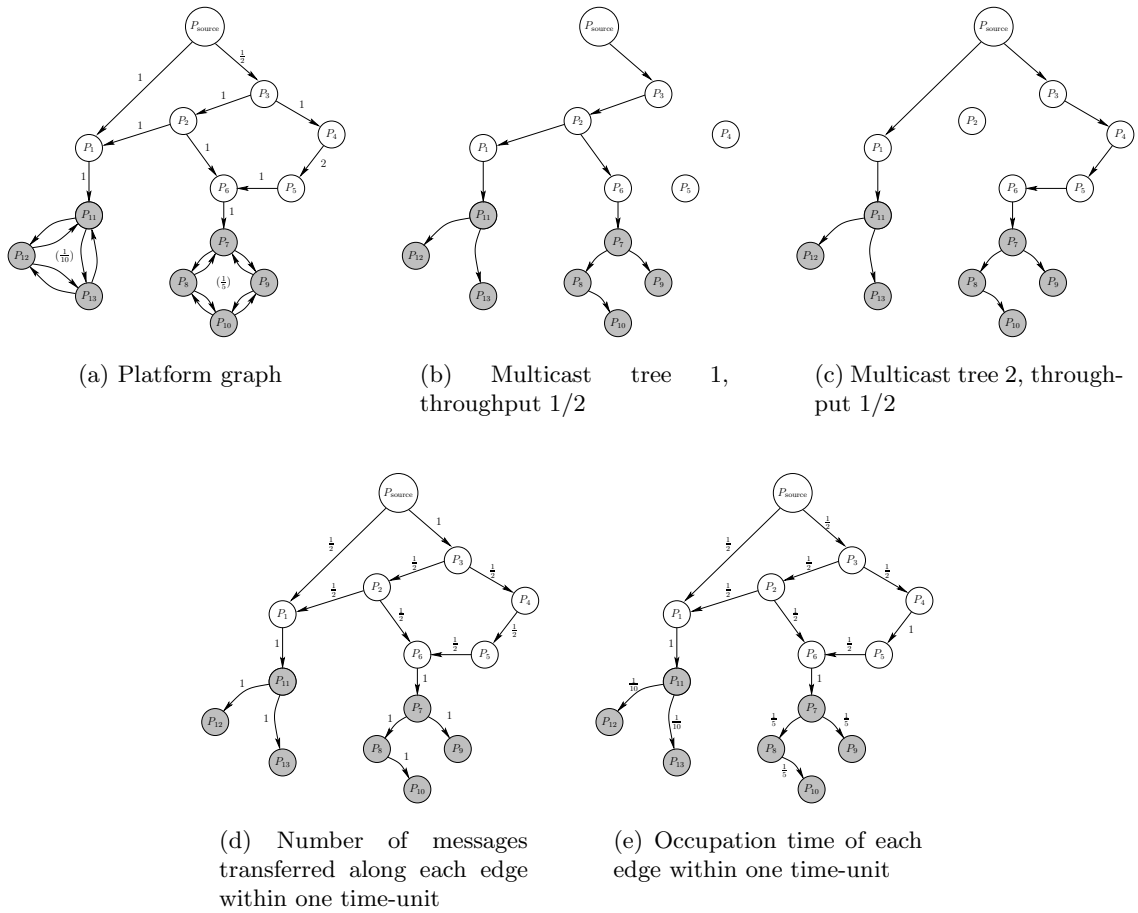 P_source
1
1/2
P_3
1
1
P_2
1
P_4
P_1
1
2
1
P_6
1
P_5
1
P_11
P_12
(1/10)
P_13
P_7
P_8
(1/5)
P_9
P_10
(a) Platform graph
P_source
P_3
P_2
P_4
P_1
P_6
P_5
P_11
P_7
P_12
P_8
P_9
P_13
P_10
(b) Multicast tree 1,
throughput 1/2
P_source
P_3
P_2
P_4
P_1
P_6
P_5
P_11
P_7
P_12
P_8
P_9
P_13
P_10
(c) Multicast tree 2, through-
put 1/2
P_source
1/2
1
P_3
1/2
1/2
P_2
1/2
P_4
P_1
1/2
1/2
1
P_6
1/2
P_5
P_11
1
1
P_7
P_12
1
1
1
P_8
P_9
P_13
1
P_10
(d) Number of messages
transferred along each edge
within one time-unit
P_source
1/2
1/2
P_3
1/2
1/2
P_2
1/2
P_4
P_1
1/2
1
1
P_6
1/2
P_5
P_11
1
1/10
P_7
P_12
1/10
1/5
1/5
P_8
P_9
P_13
1/5
P_10
(e) Occupation time of each
edge within one time-unit